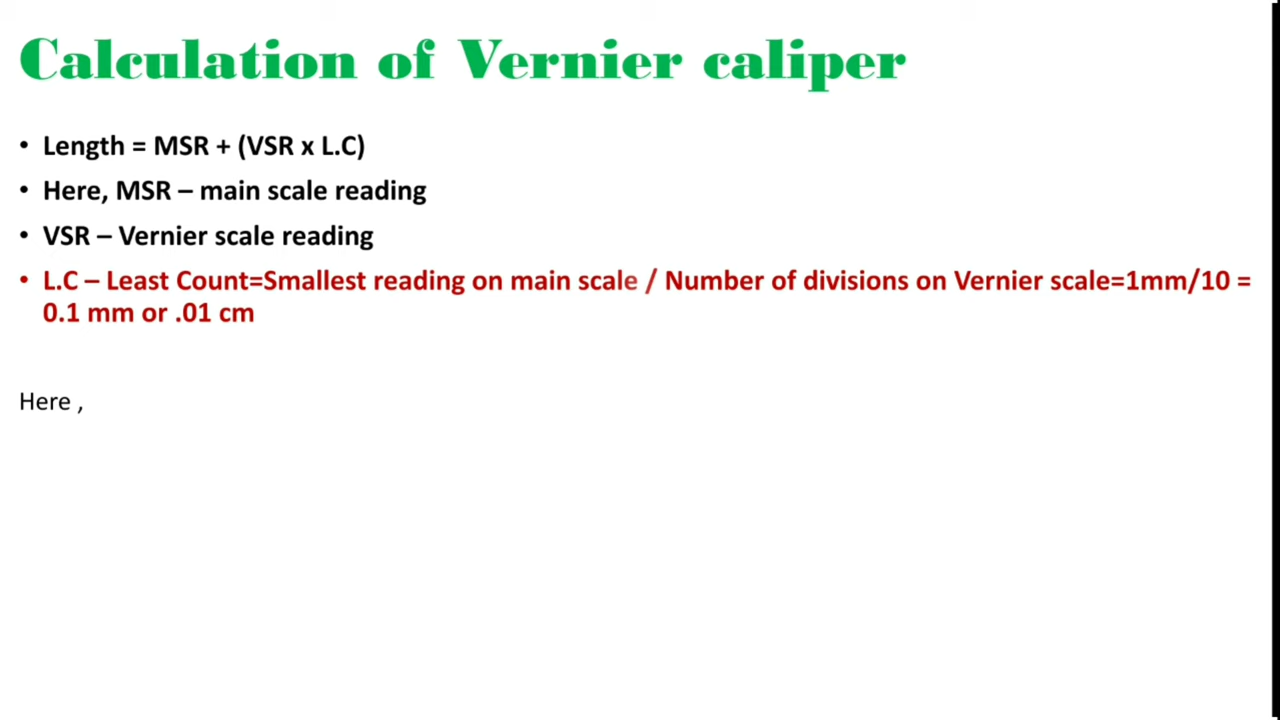 Calculation of Vernier caliper
• Length = MSR + (VSR x L.C)
• Here, MSR – main scale reading
• VSR – Vernier scale reading
• L.C – Least Count=Smallest reading on main scale / Number of divisions on Vernier scale=1mm/10 =
0.1 mm or .01 cm
Here ,